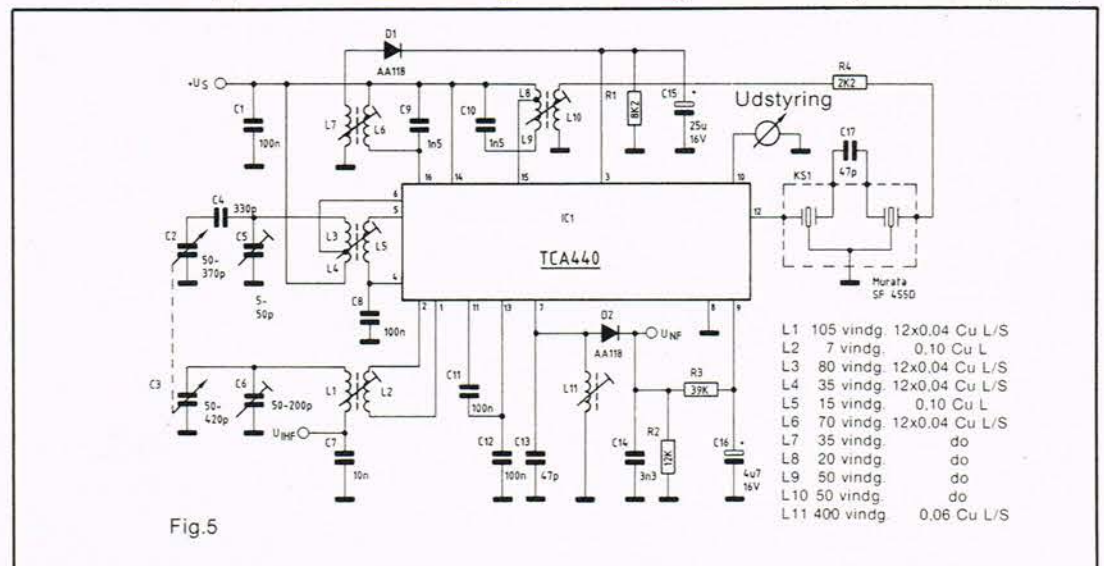 D1
AA118
+Us
C1
100n
L7
L6
C9
1n5
C10
1n5
L8
L9
L10
R1
8K2
C15
+
25u
16V
R4
2K2
Udstyring
C17
47p
KS1
Murata
SF 455D
16
14
15
3
10
12
6
5
4
IC1
TCA440
2
1
11
13
7
8
9
C4
330p
C2
50-
370p
C5
5-
50p
L3
L4
L5
C8
100n
C3
50-
420p
C6
50-200p
L1
L2
UIHF
C7
10n
C11
100n
C12
100n
C13
47p
D2
AA118
UNF
L11
R3
39K
C14
3n3
R2
12K
C16
+
4u7
16V
L1 105 vindg. 12x0,04 Cu L/S
L2 7 vindg. 0,10 Cu L
L3 80 vindg. 12x0,04 Cu L/S
L4 35 vindg. 12x0,04 Cu L/S
L5 15 vindg. 0,10 Cu L
L6 70 vindg. 12x0,04 Cu L/S
L7 35 vindg. do
L8 20 vindg. do
L9 50 vindg. do
L10 50 vindg. do
L11 400 vindg. 0,06 Cu L/S
Fig.5